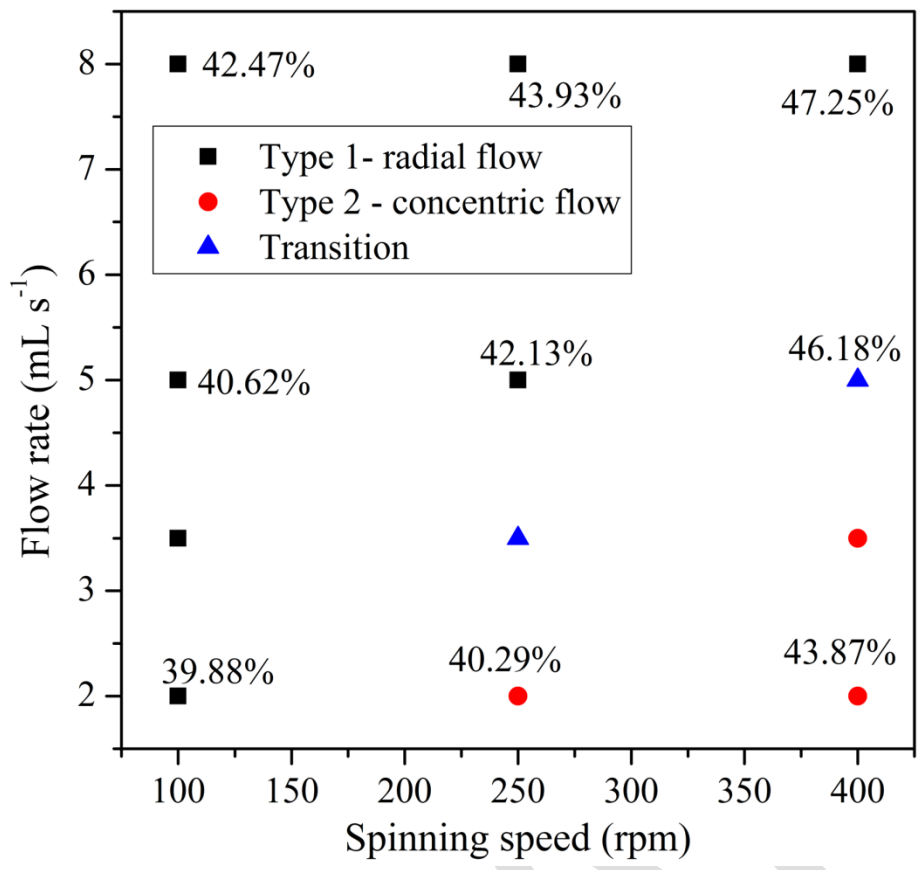 8
42.47%
43.93%
47.25%
7
Type 1- radial flow
Type 2 - concentric flow
Transition
6
5
40.62%
42.13%
46.18%
4
3
2
39.88%
40.29%
43.87%
Flow rate (mL s⁻¹)
100 150 200 250 300 350 400
Spinning speed (rpm)